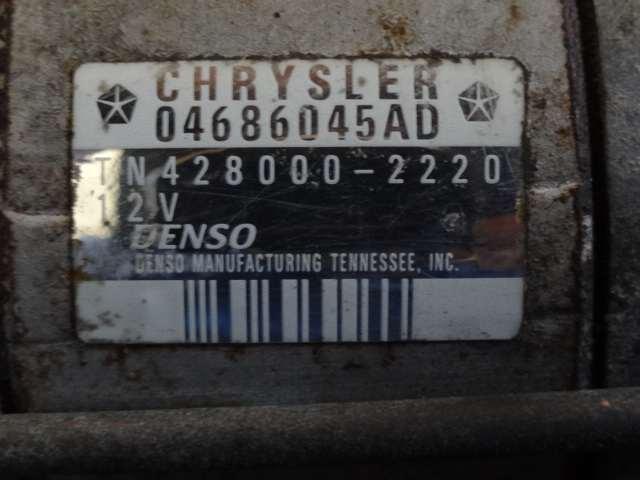 CHRYSLER
04686045AD
TN428000-2220
12V
DENSO
DENSO MANUFACTURING TENNESSEE, INC.